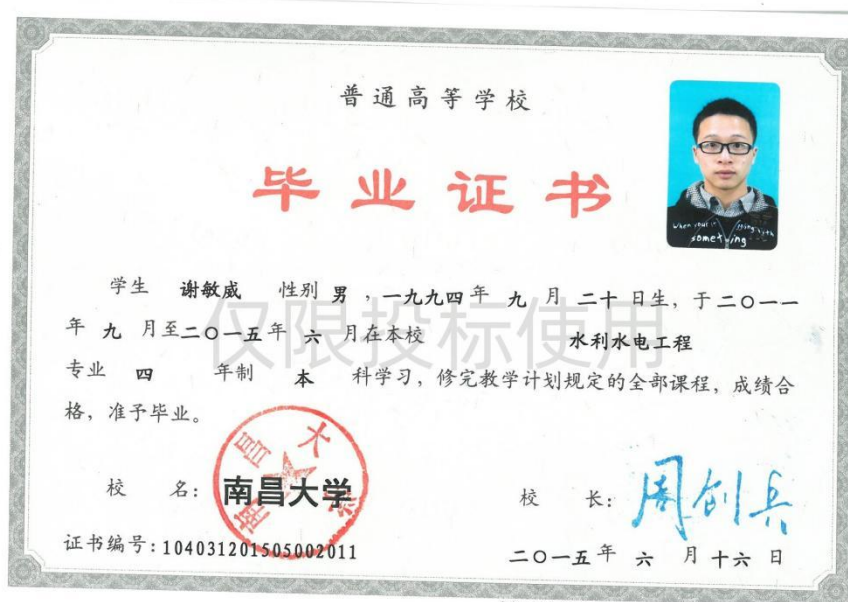 普通高等学校
毕业证书
学生 谢敏威 性别 男，一九九四年 九 月 二十 日生，于二〇一一
年 九 月至二〇一五年 六 月在本校 水利水电工程
专业 四 年制 本 科学习，修完教学计划规定的全部课程，成绩合
格，准予毕业。
仅限投标使用
校 名：南昌大学
南昌大学
校 长：周创兵
证书编号：104031201505002011
二〇一五年 六 月十六日